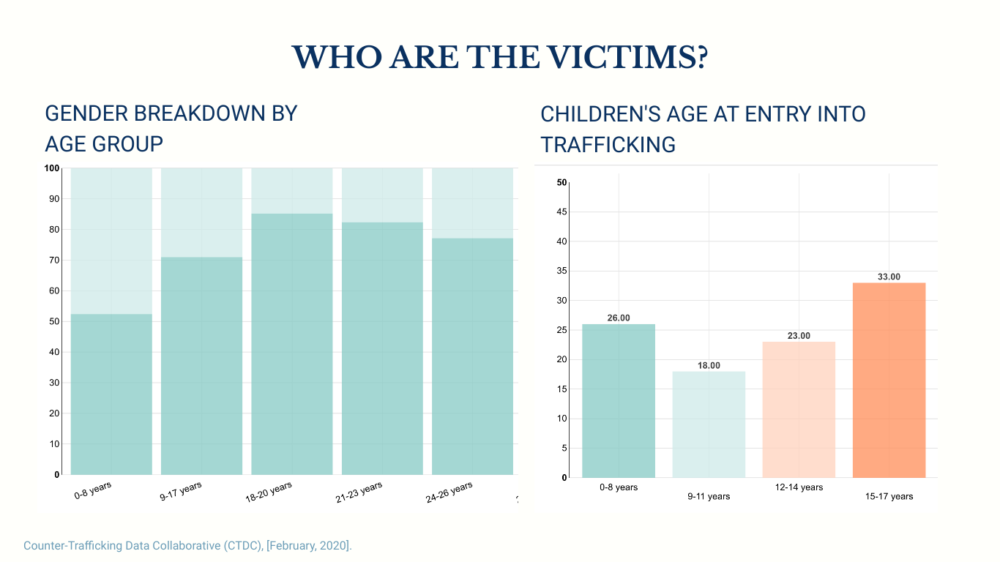 WHO ARE THE VICTIMS?
GENDER BREAKDOWN BY
AGE GROUP
100
90
80
70
60
50
40
30
20
10
0
0-8 years
9-17 years
18-20 years
21-23 years
24-26 years
CHILDREN'S AGE AT ENTRY INTO
TRAFFICKING
50
45
40
35
30
25
20
15
10
5
0
26.00
18.00
23.00
33.00
0-8 years
9-11 years
12-14 years
15-17 years
Counter-Trafficking Data Collaborative (CTDC), [February, 2020].